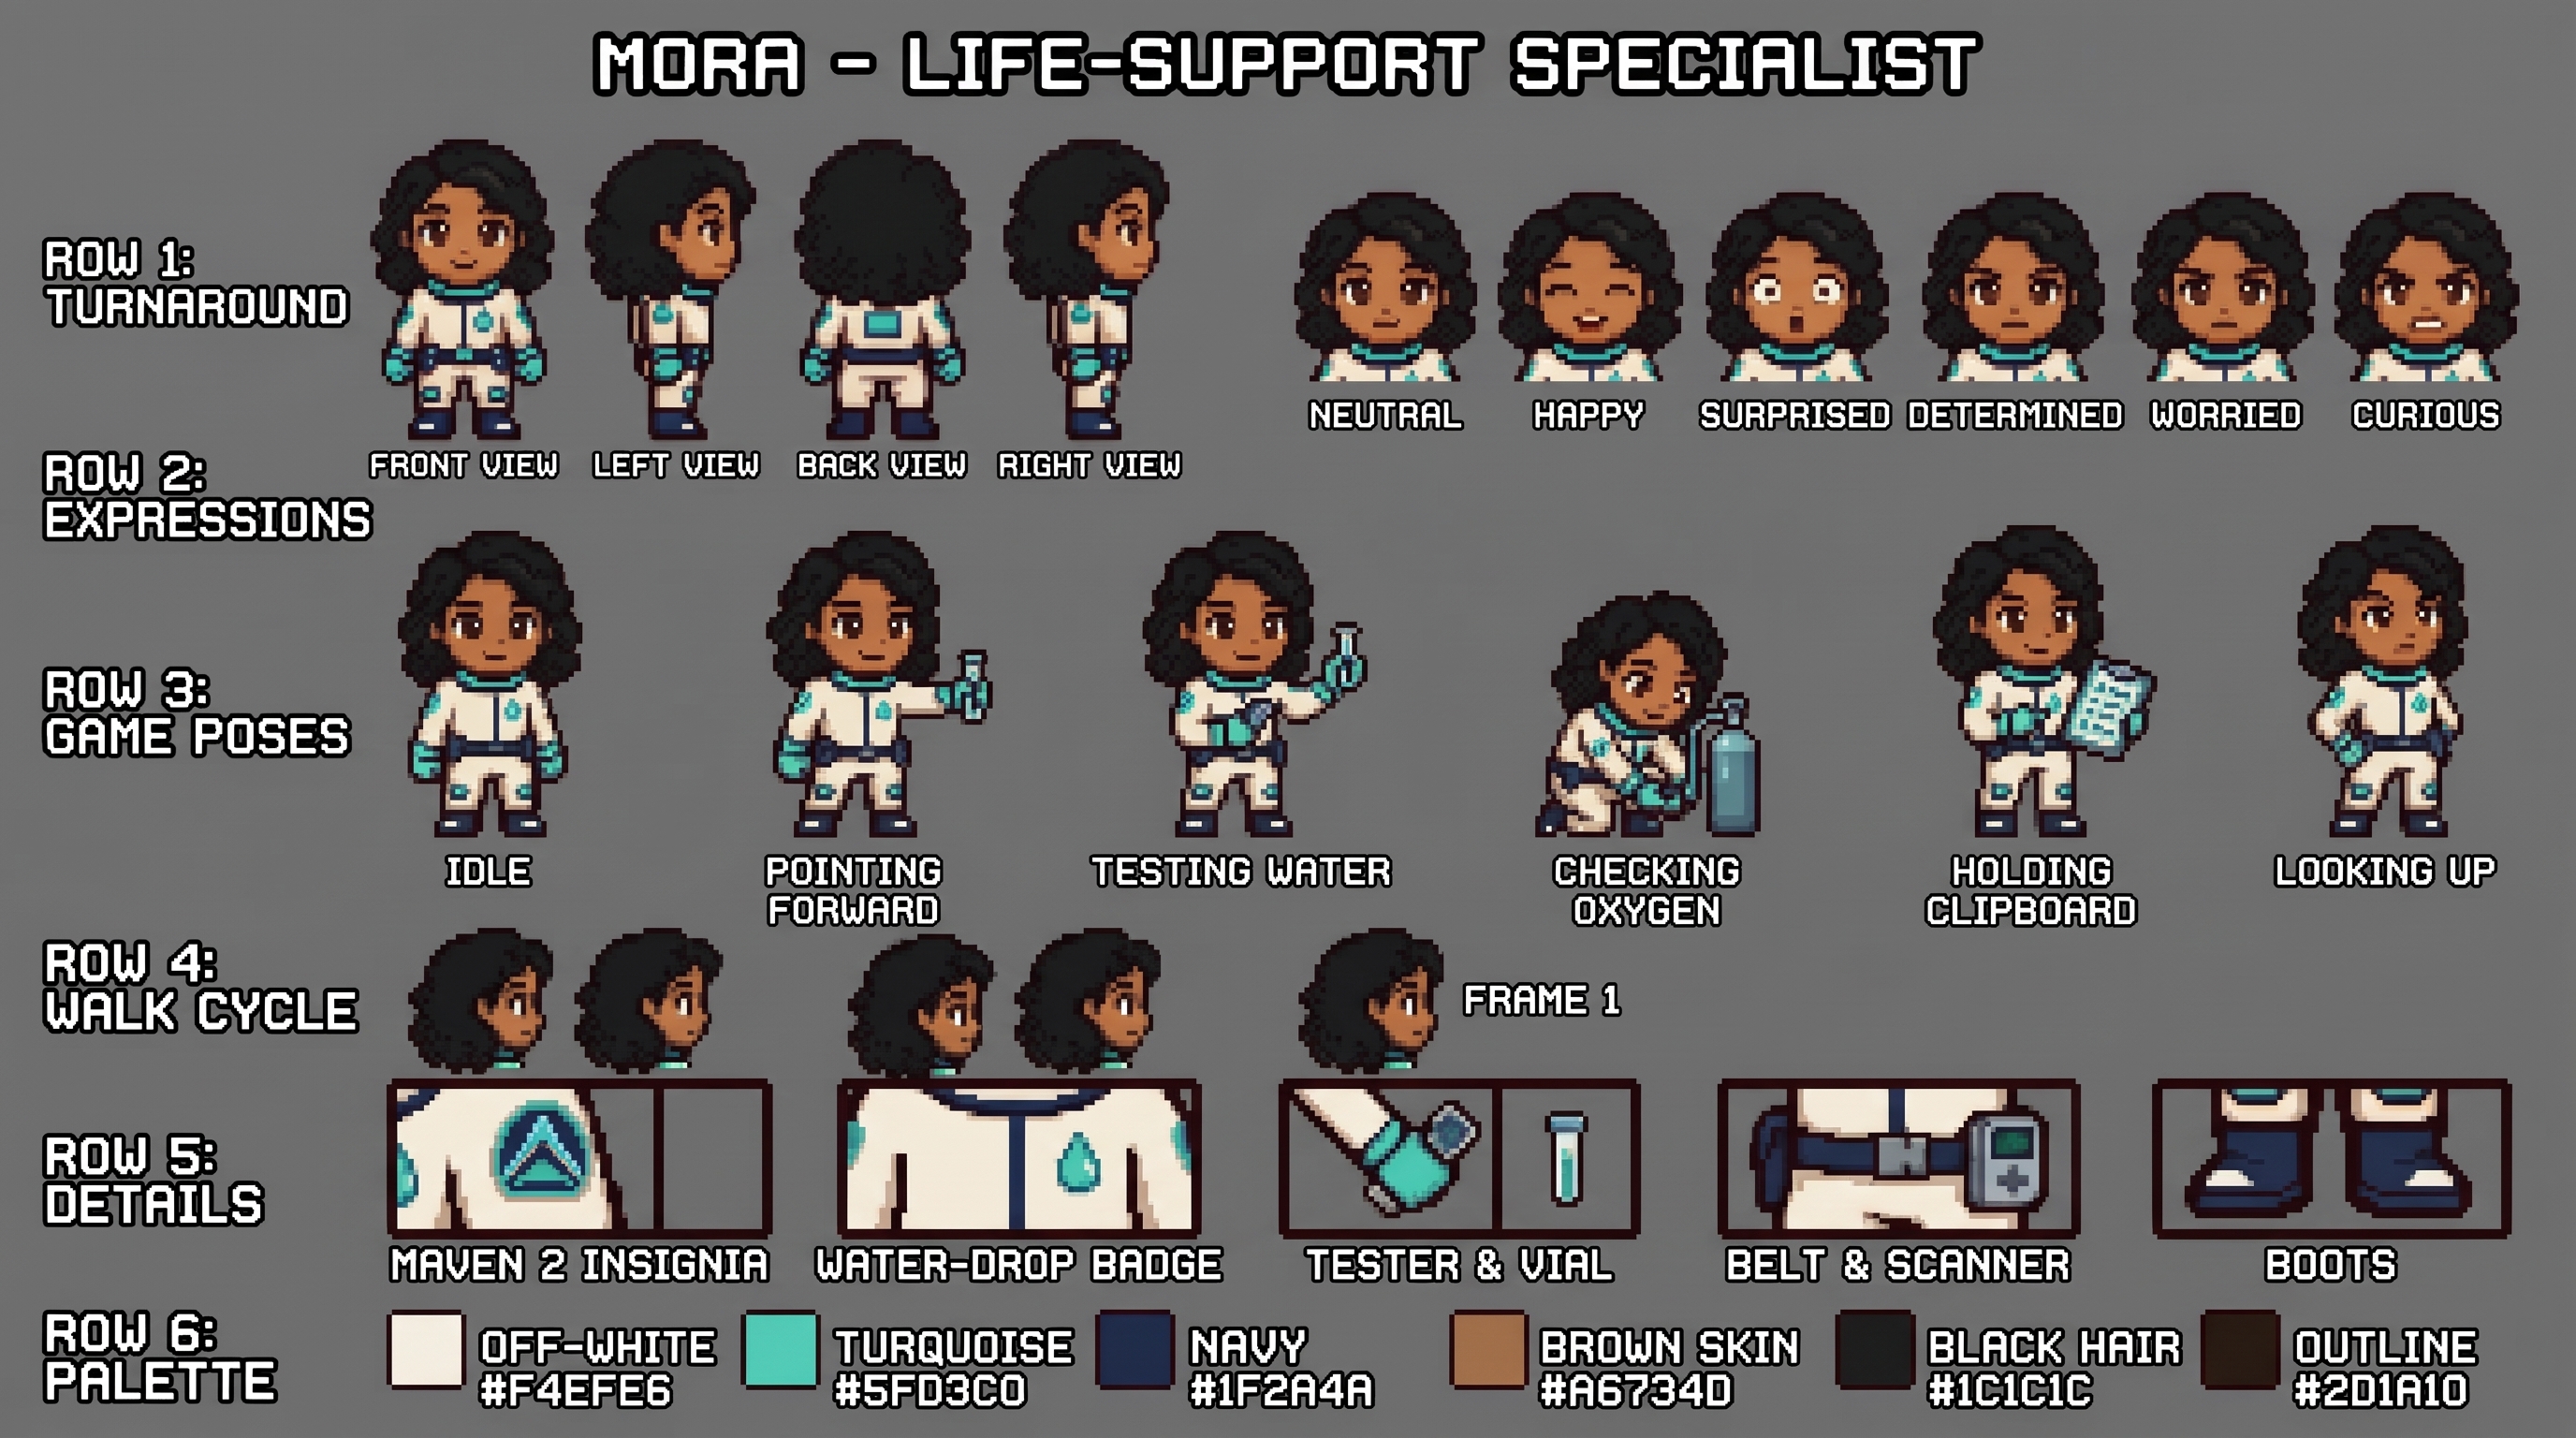 MORA - LIFE-SUPPORT SPECIALIST
ROW 1:
TURNAROUND
FRONT VIEW
LEFT VIEW
BACK VIEW
RIGHT VIEW
NEUTRAL
HAPPY
SURPRISED
DETERMINED
WORRIED
CURIOUS
ROW 2:
EXPRESSIONS
ROW 3:
GAME POSES
IDLE
POINTING
FORWARD
TESTING WATER
CHECKING
OXYGEN
HOLDING
CLIPBOARD
LOOKING UP
ROW 4:
WALK CYCLE
FRAME 1
ROW 5:
DETAILS
MAVEN 2 INSIGNIA
WATER-DROP BADGE
TESTER & VIAL
BELT & SCANNER
BOOTS
ROW 6:
PALETTE
OFF-WHITE
#F4EFE6
TURQUOISE
#5FD3C0
NAVY
#1F2A4A
BROWN SKIN
#A6734D
BLACK HAIR
#1C1C1C
OUTLINE
#2D1A10